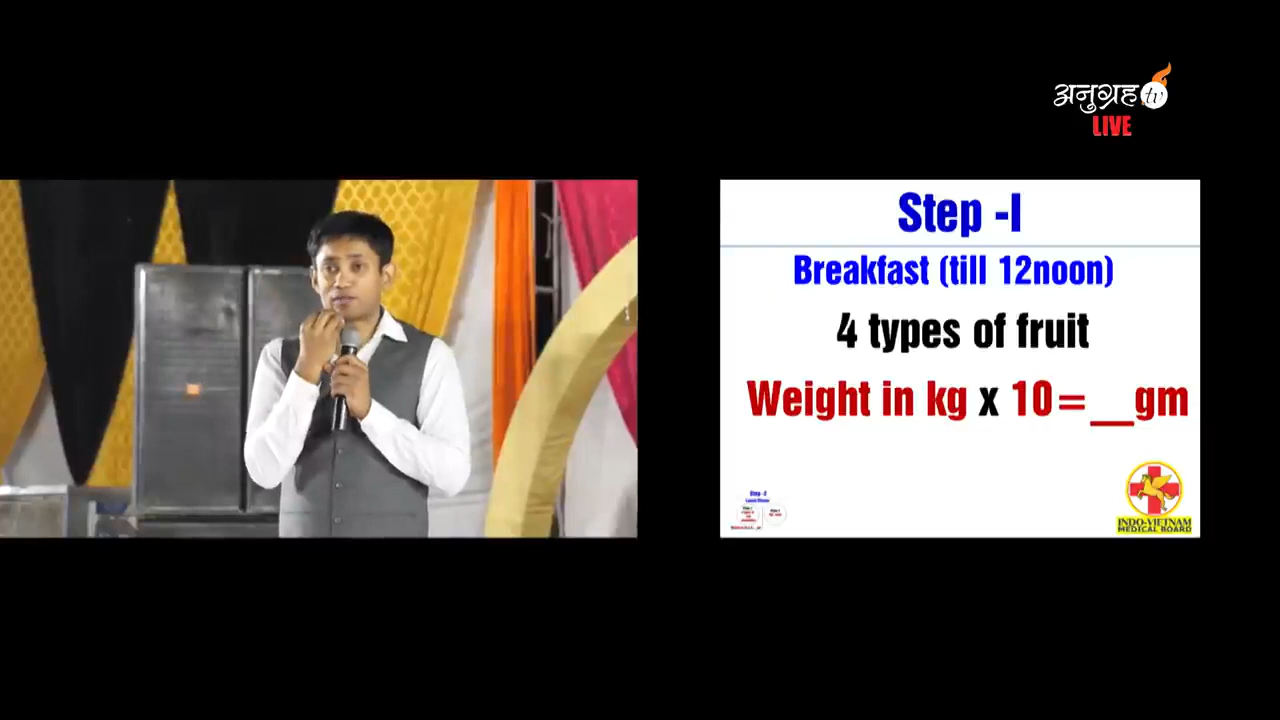 अनुग्रह tv
LIVE
Step -I
Breakfast (till 12noon)
4 types of fruit
Weight in kg x 10=__gm
INDO-VIETNAM
MEDICAL BOARD